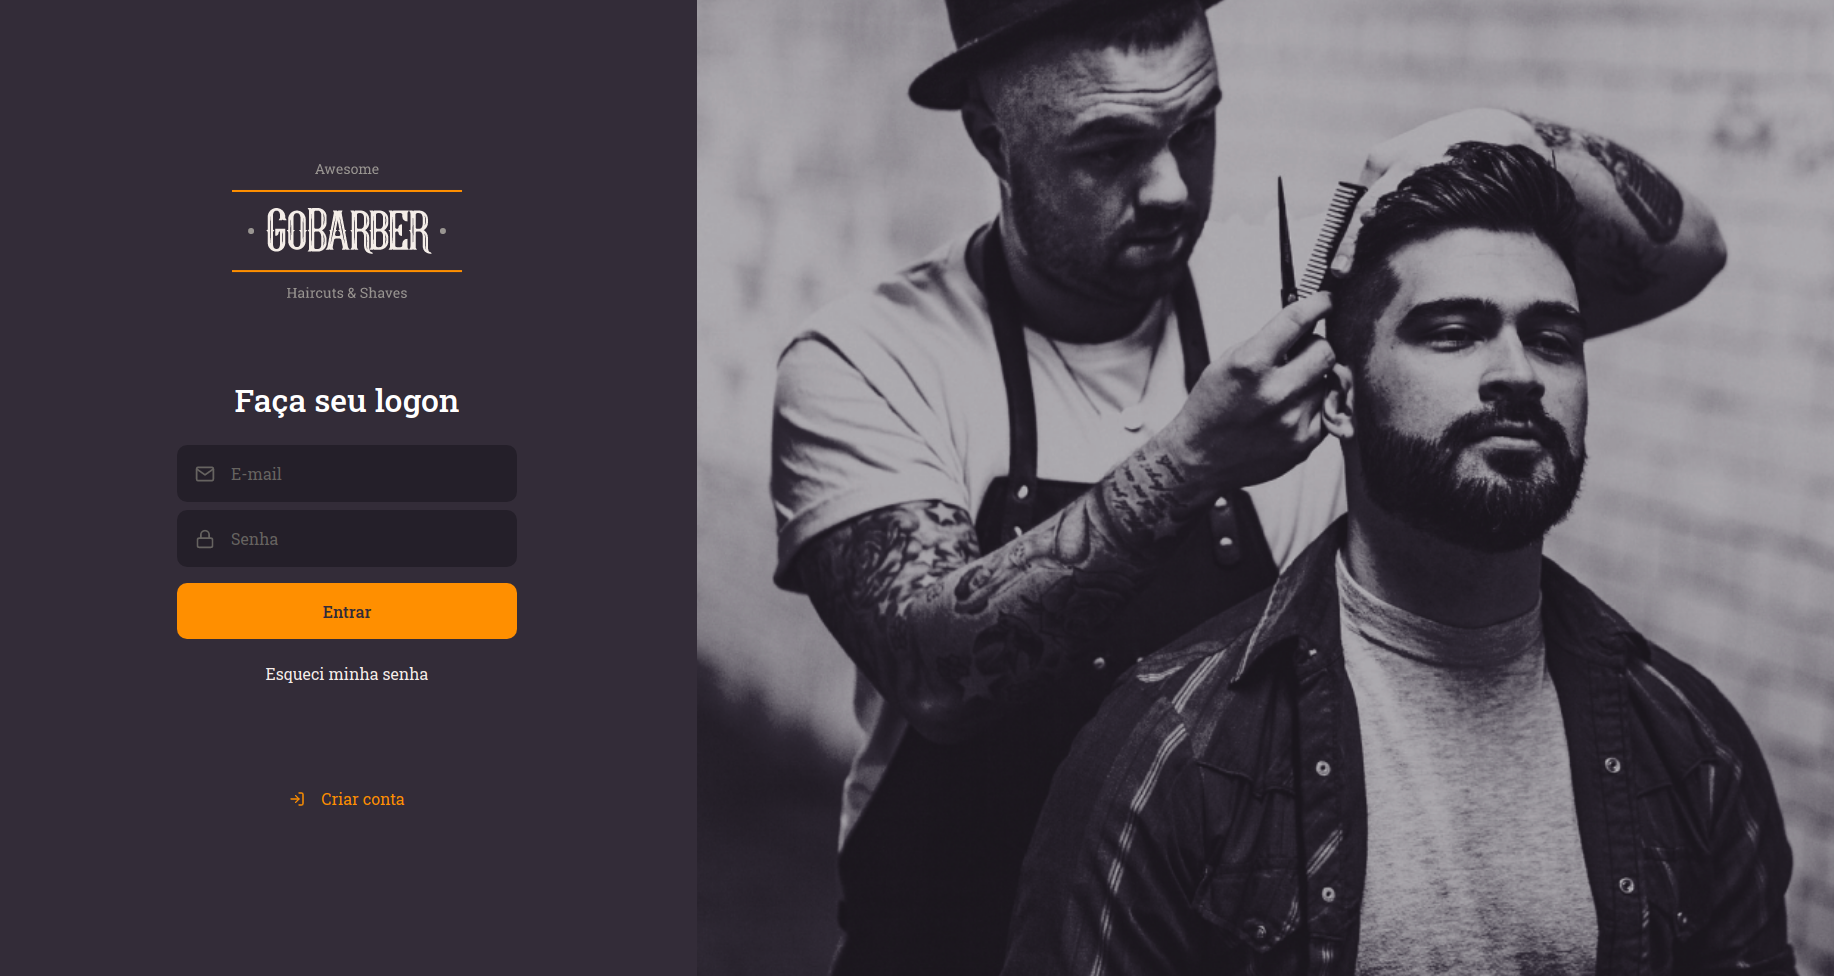 Awesome
GOBARBER
Haircuts & Shaves
Faça seu logon
E-mail
Senha
Entrar
Esqueci minha senha
Criar conta